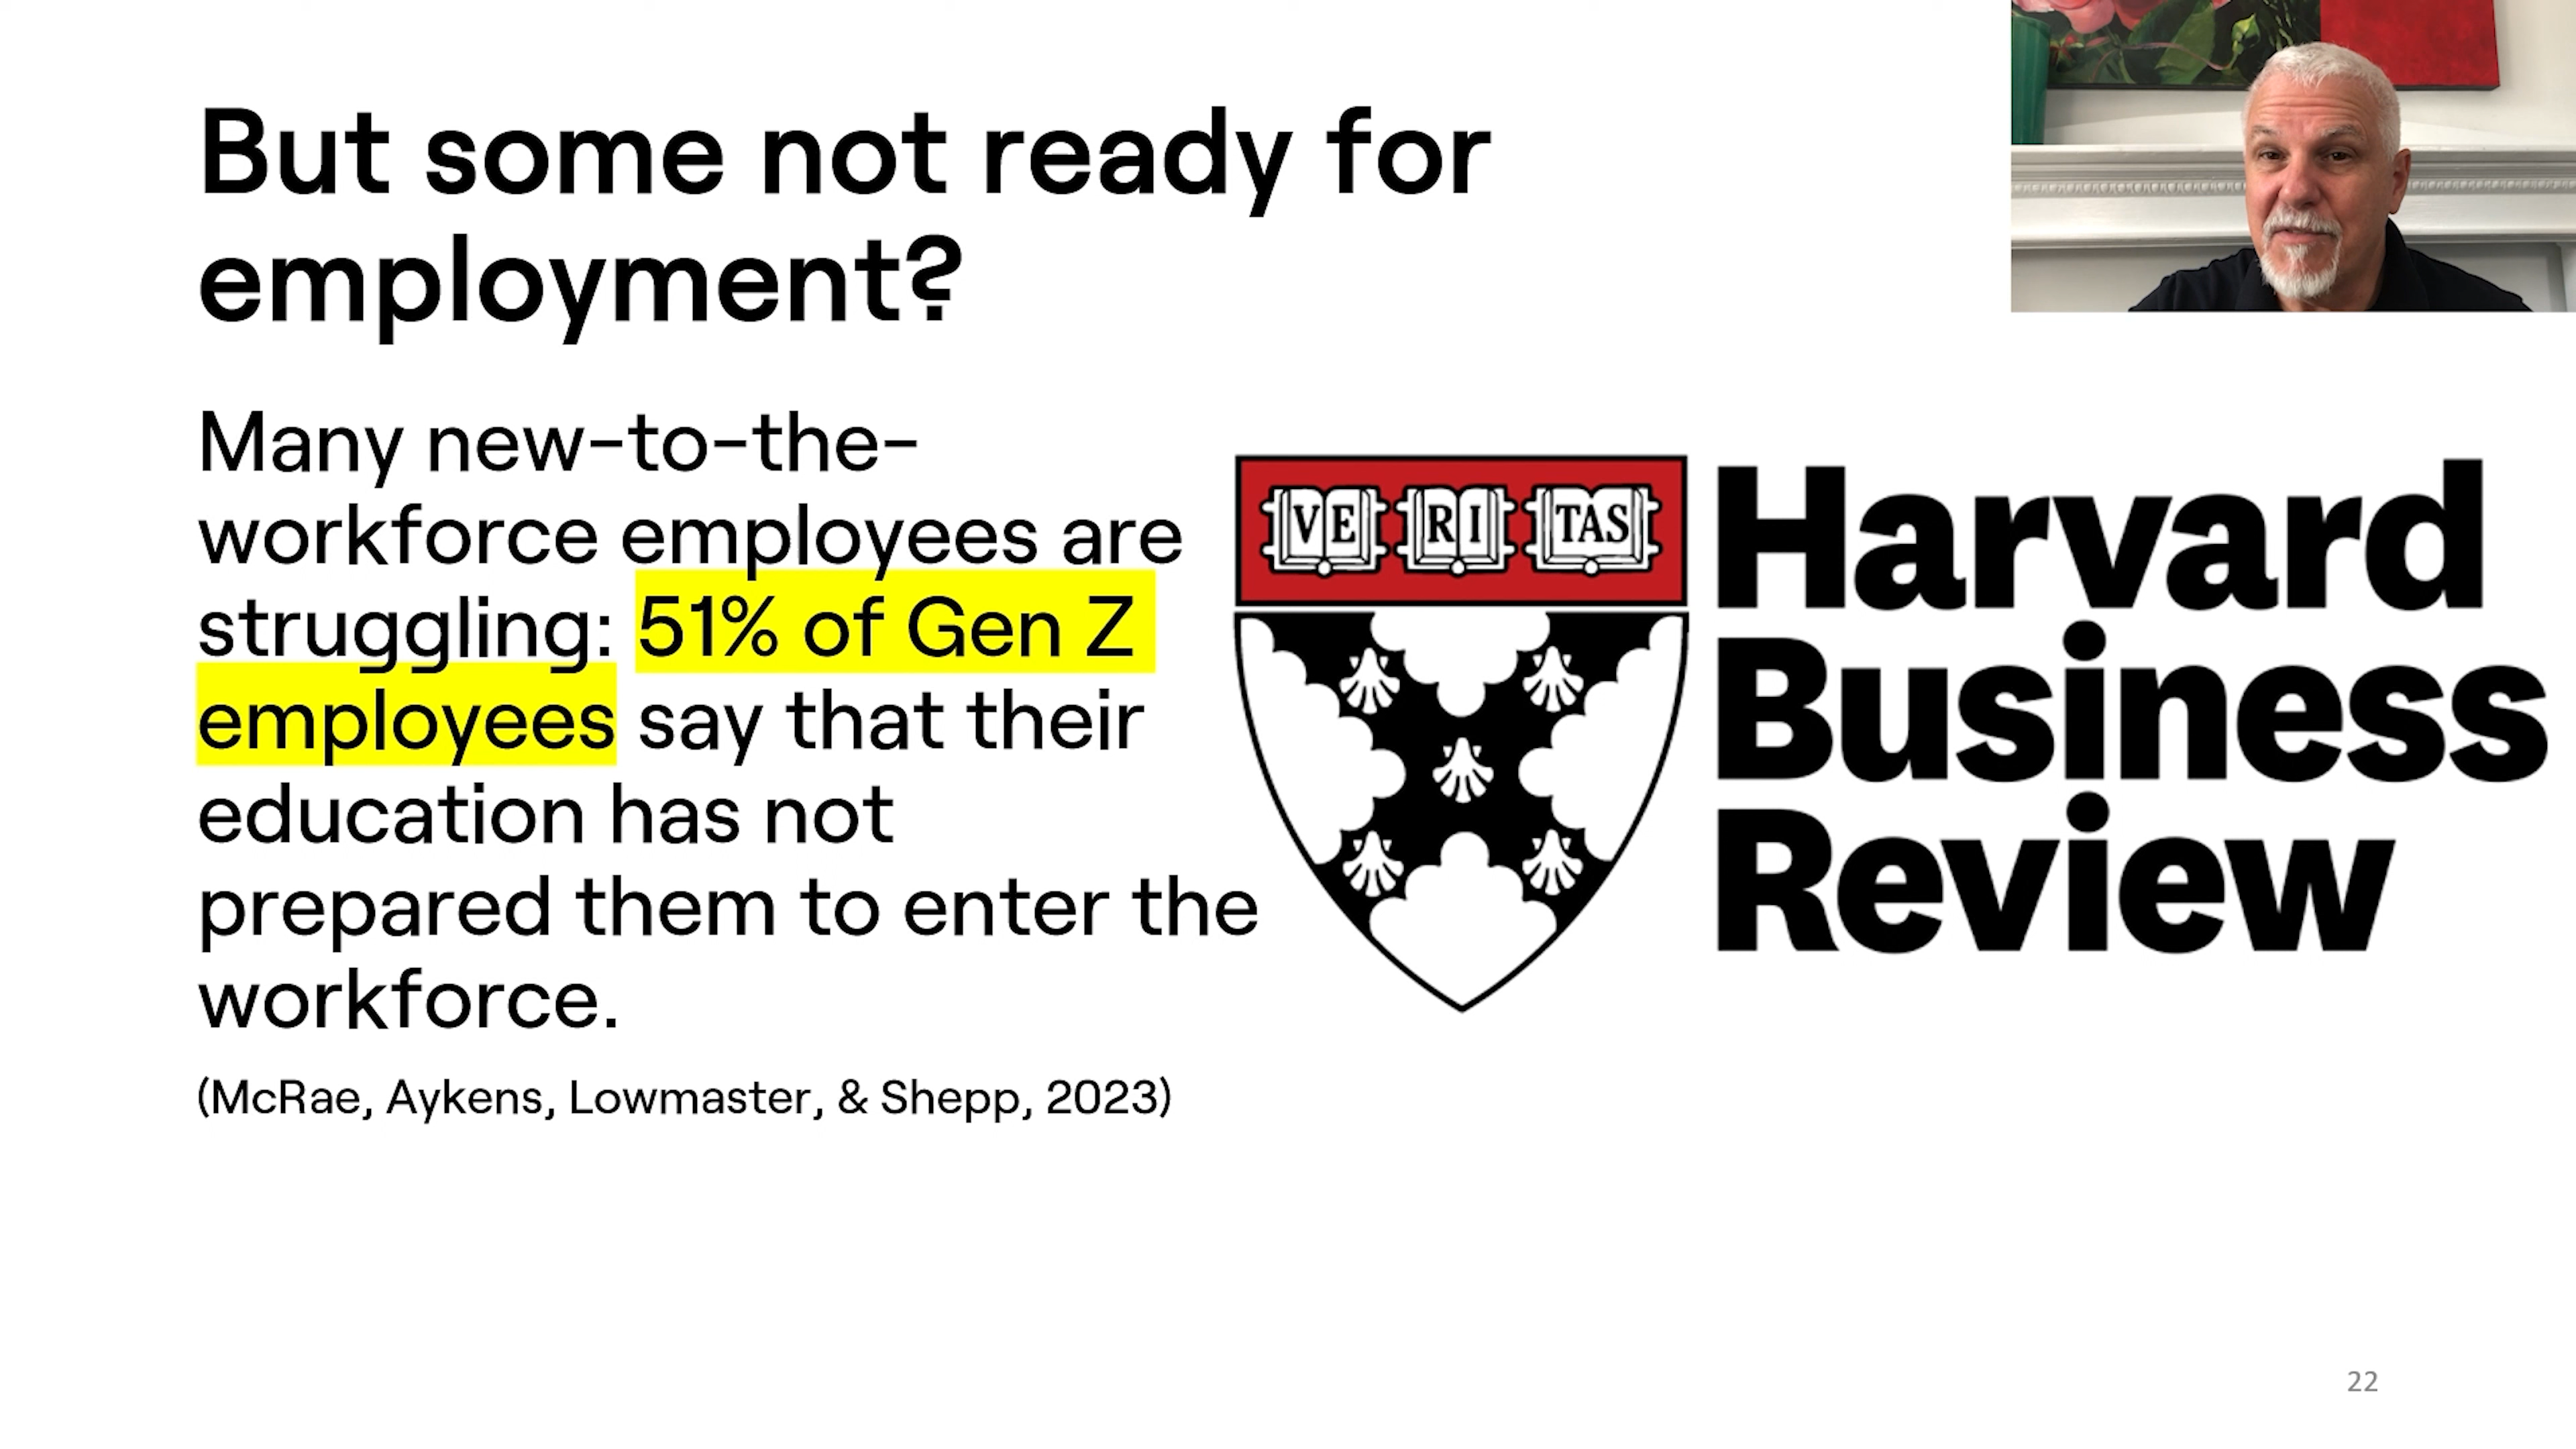 But some not ready for
employment?
Many new-to-the-
workforce employees are
struggling: 51% of Gen Z
employees say that their
education has not
prepared them to enter the
workforce.
(McRae, Aykens, Lowmaster, & Shepp, 2023)
VE RI TAS
Harvard
Business
Review
22